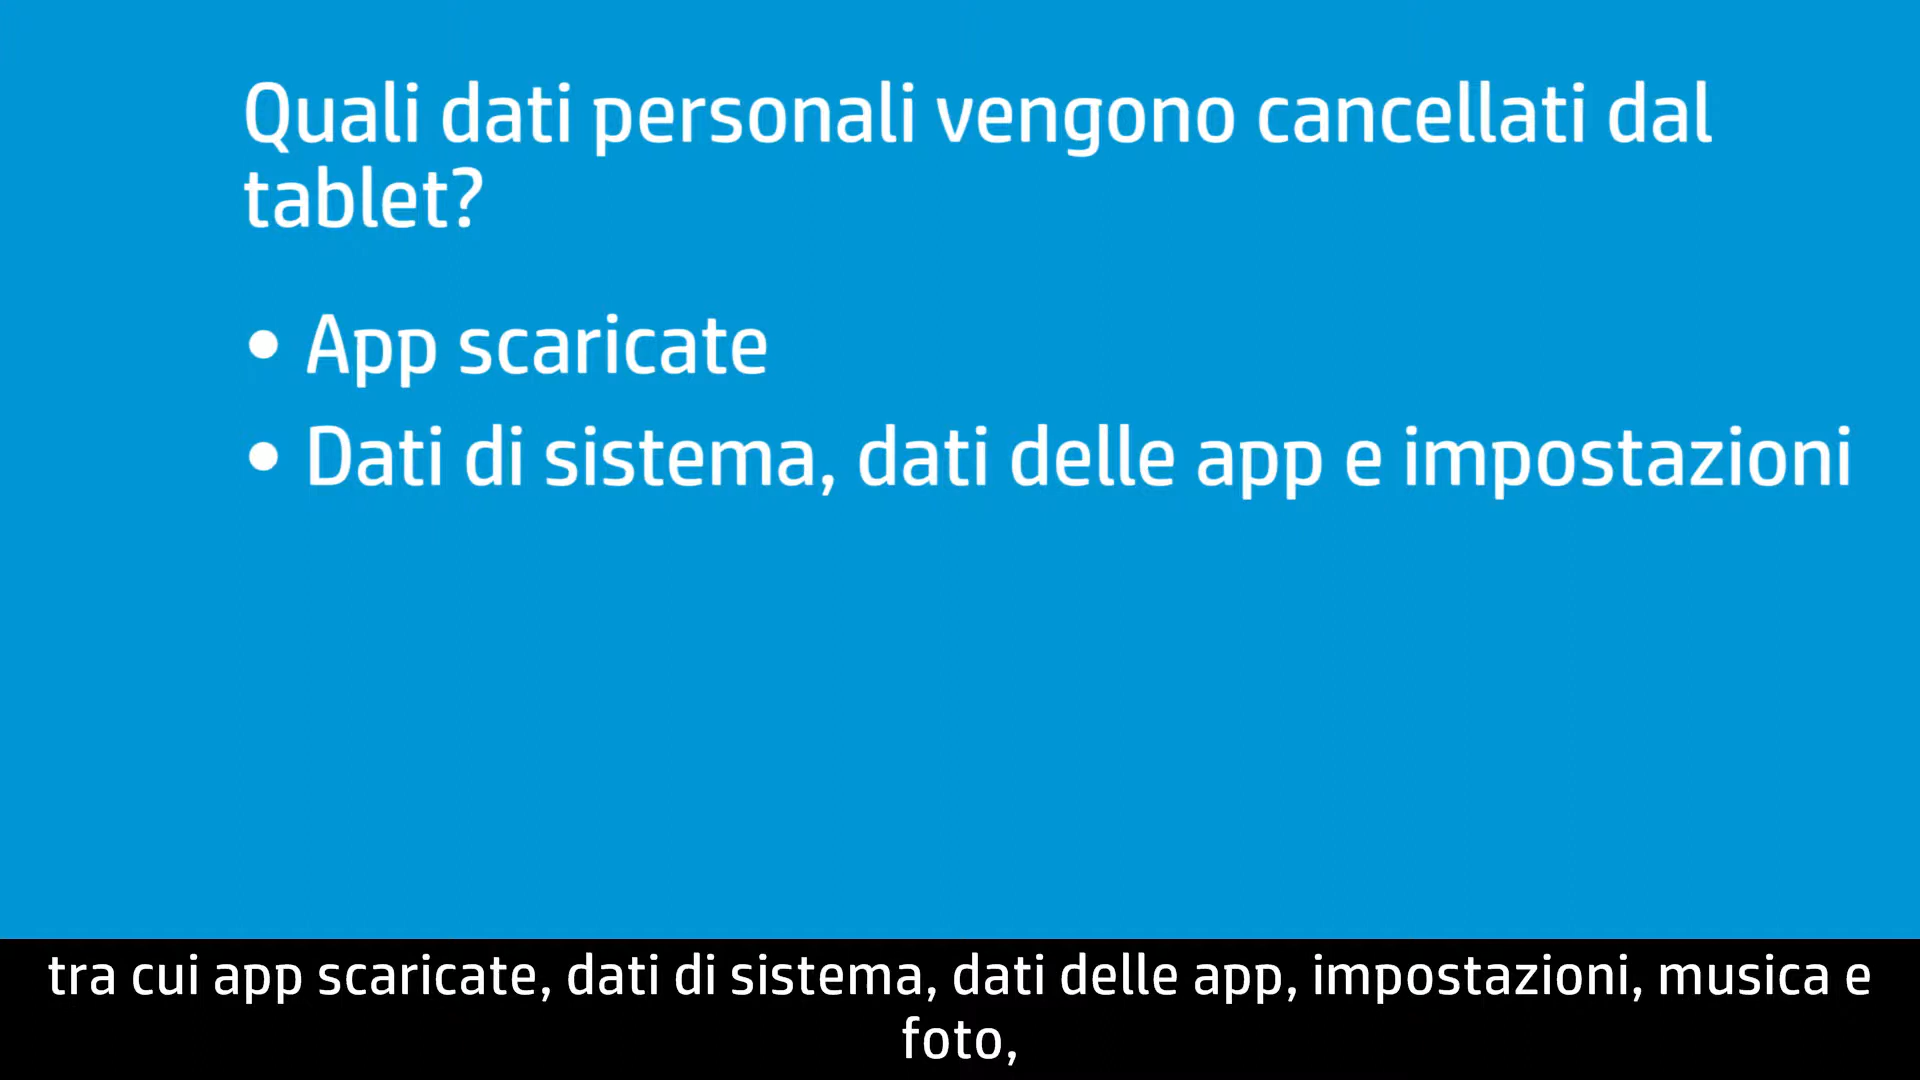 Quali dati personali vengono cancellati dal
tablet?
• App scaricate
• Dati di sistema, dati delle app e impostazioni
tra cui app scaricate, dati di sistema, dati delle app, impostazioni, musica e
foto,